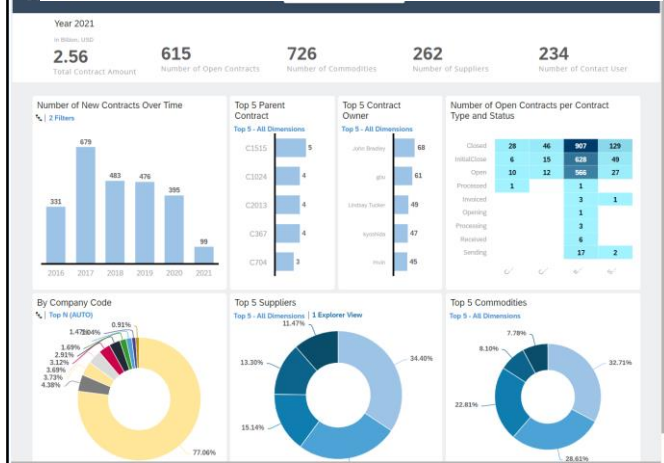 Year 2021
In Billion, USD
2.56
Total Contract Amount
615
Number of Open Contracts
726
Number of Commodities
262
Number of Suppliers
234
Number of Contact User
Number of New Contracts Over Time
2 Filters
331
679
483
476
395
99
2016 2017 2018 2019 2020 2021
Top 5 Parent
Contract
Top 5 - All Dimensions
C1515 5
C1024 4
C2013 4
C367 4
C704 3
Top 5 Contract
Owner
Top 5 - All Dimensions
John Bradley 68
61
Lindsay Tucker 49
47
45
Number of Open Contracts per Contract
Type and Status
Closed 28 46 907 129
InitialClose 6 15 628 49
Open 10 12 566 27
Processed 1 1
Invoiced 3 1
Opening 1
Processing 3
Received 6
Sending 17 2
By Company Code
Top N (AUTO)
0.91%
1.69%
2.91%
3.12%
3.69%
3.73%
4.38%
77.06%
Top 5 Suppliers
Top 5 - All Dimensions | 1 Explorer View
11.47%
13.30%
34.40%
15.14%
Top 5 Commodities
Top 5 - All Dimensions
7.78%
8.10%
32.71%
22.81%
28.61%